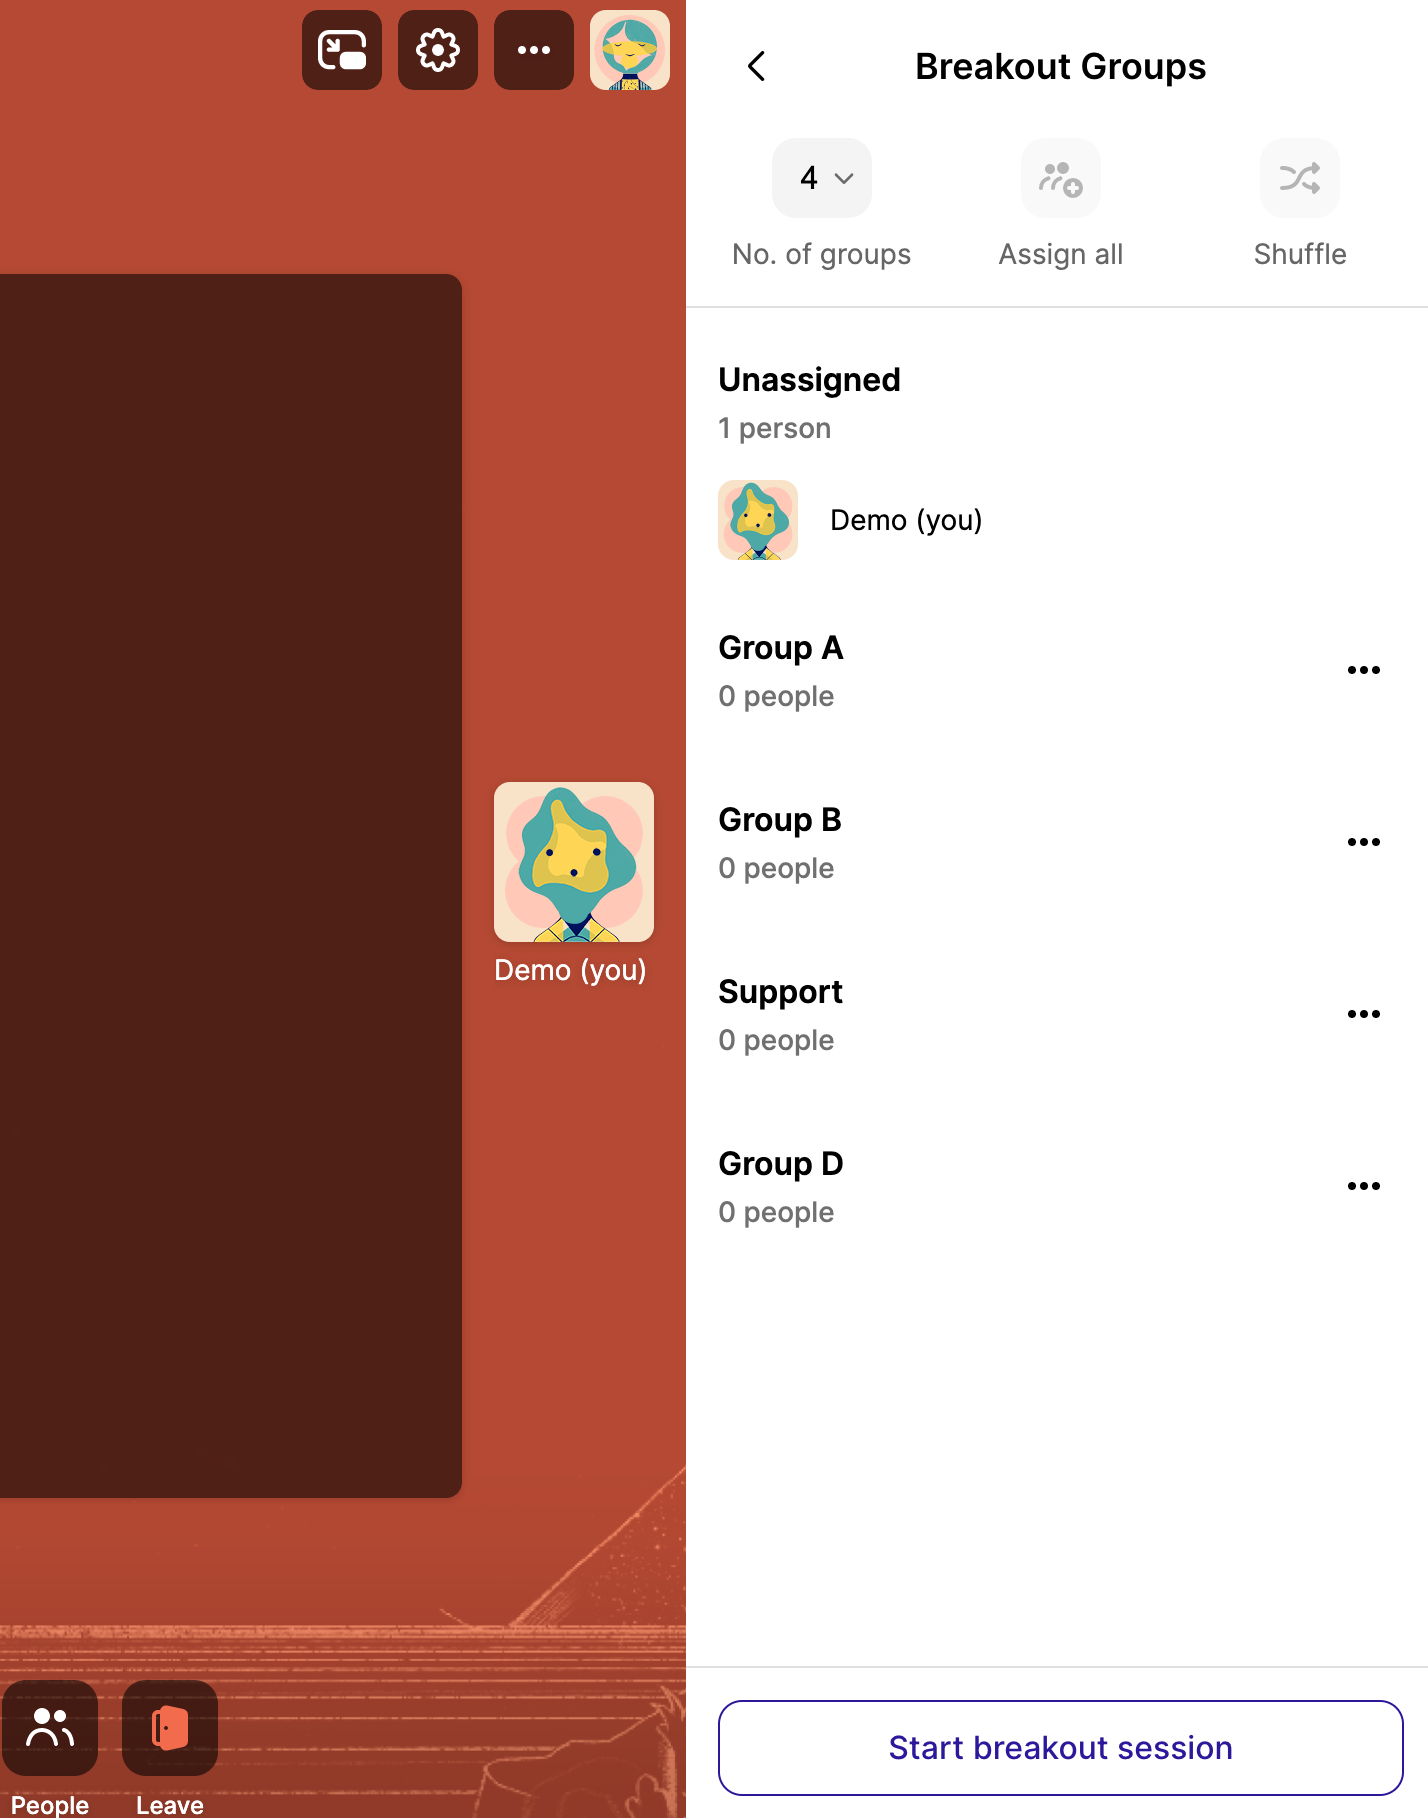 Breakout Groups
4
No. of groups
Assign all
Shuffle
Unassigned
1 person
Demo (you)
Group A
0 people
Group B
0 people
Support
0 people
Group D
0 people
Start breakout session
Demo (you)
People
Leave